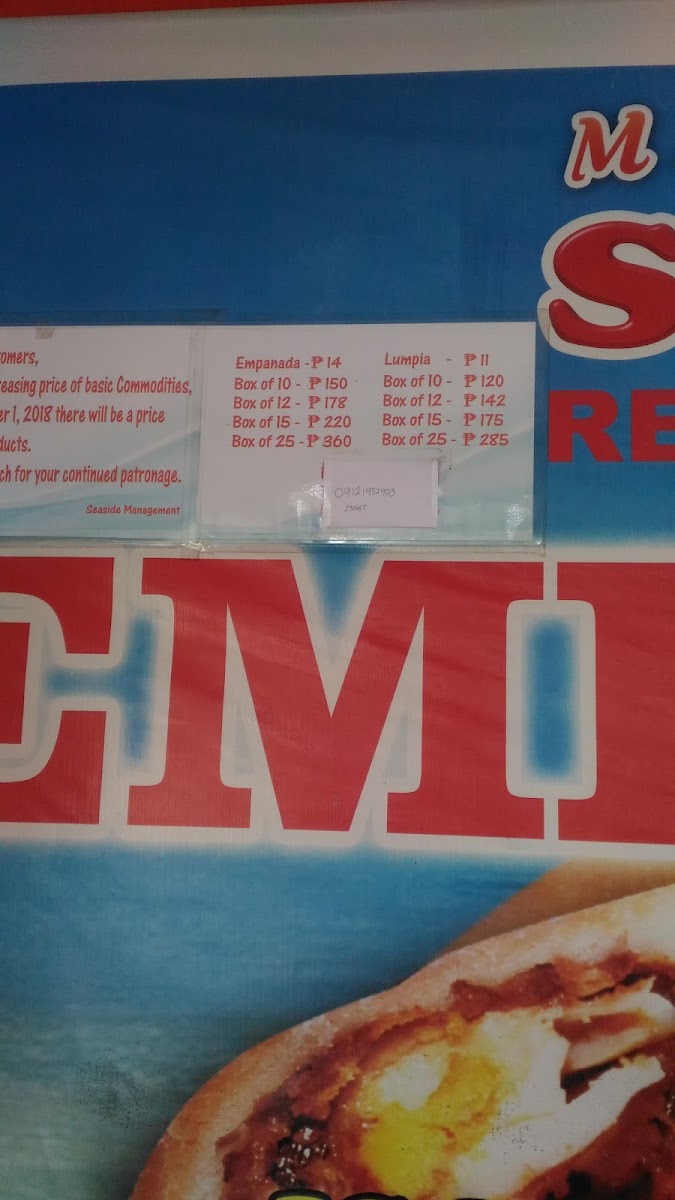 M
S
RE
omers,
easing price of basic Commodities,
er 1, 2018 there will be a price
ducts.
ch for your continued patronage.
Seaside Management
Empanada - ₱ 14
Box of 10 - ₱ 150
Box of 12 - ₱ 178
Box of 15 - ₱ 220
Box of 25 - ₱ 360
Lumpia - ₱ 11
Box of 10 - ₱ 120
Box of 12 - ₱ 142
Box of 15 - ₱ 175
Box of 25 - ₱ 285
EM